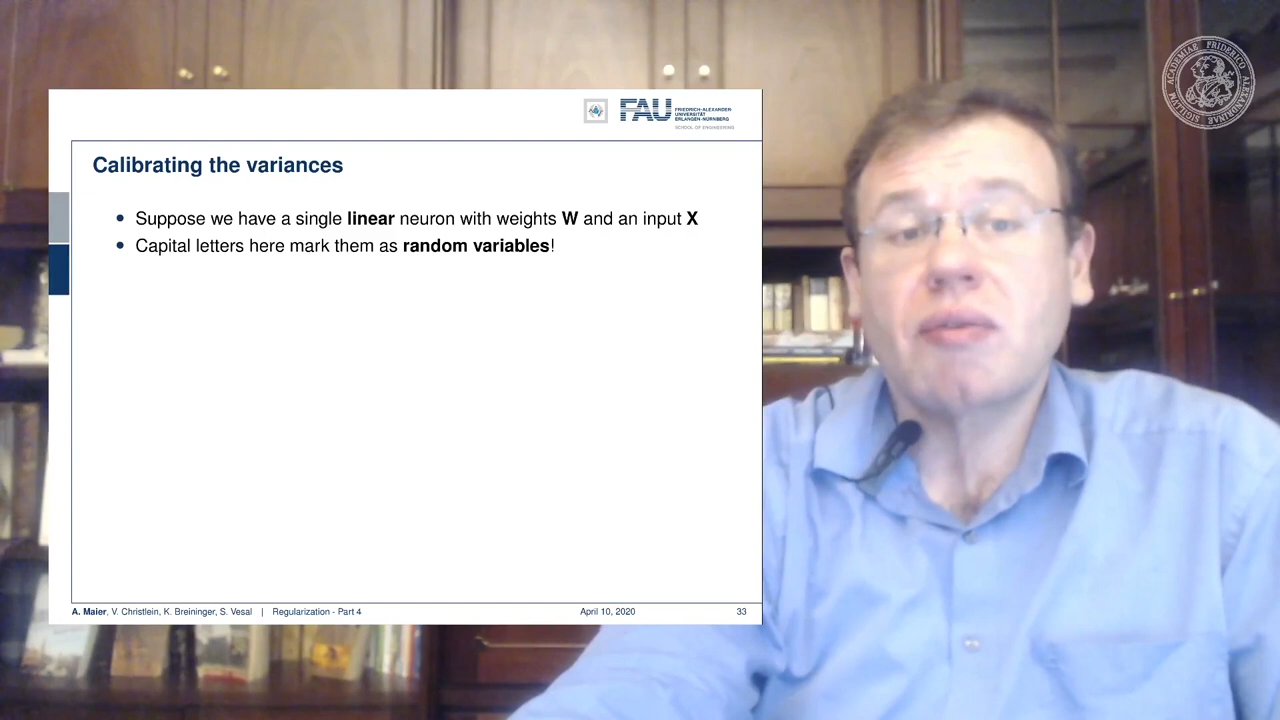 FAU
FRIEDRICH-ALEXANDER
UNIVERSITÄT
ERLANGEN-NÜRNBERG
SCHOOL OF ENGINEERING
Calibrating the variances
• Suppose we have a single linear neuron with weights W and an input X
• Capital letters here mark them as random variables!
A. Maier, V. Christlein, K. Breininger, S. Vesal | Regularization - Part 4
April 10, 2020
33